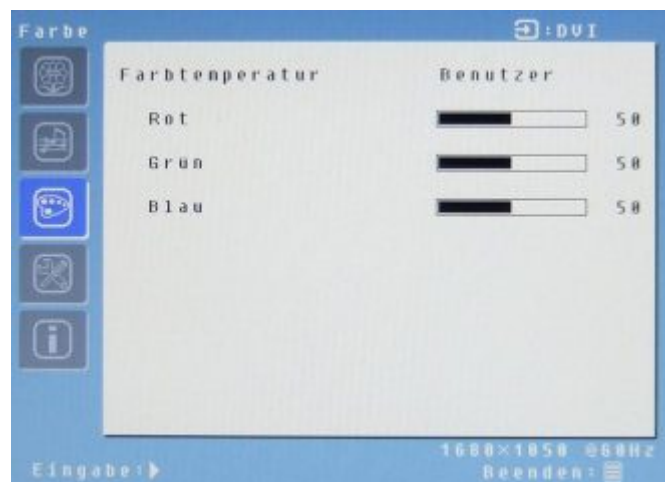 Farbe :DVI
Farbtemperatur Benutzer
Rot 50
Grün 50
Blau 50
1680×1050 @60Hz
Eingabe: Beenden: